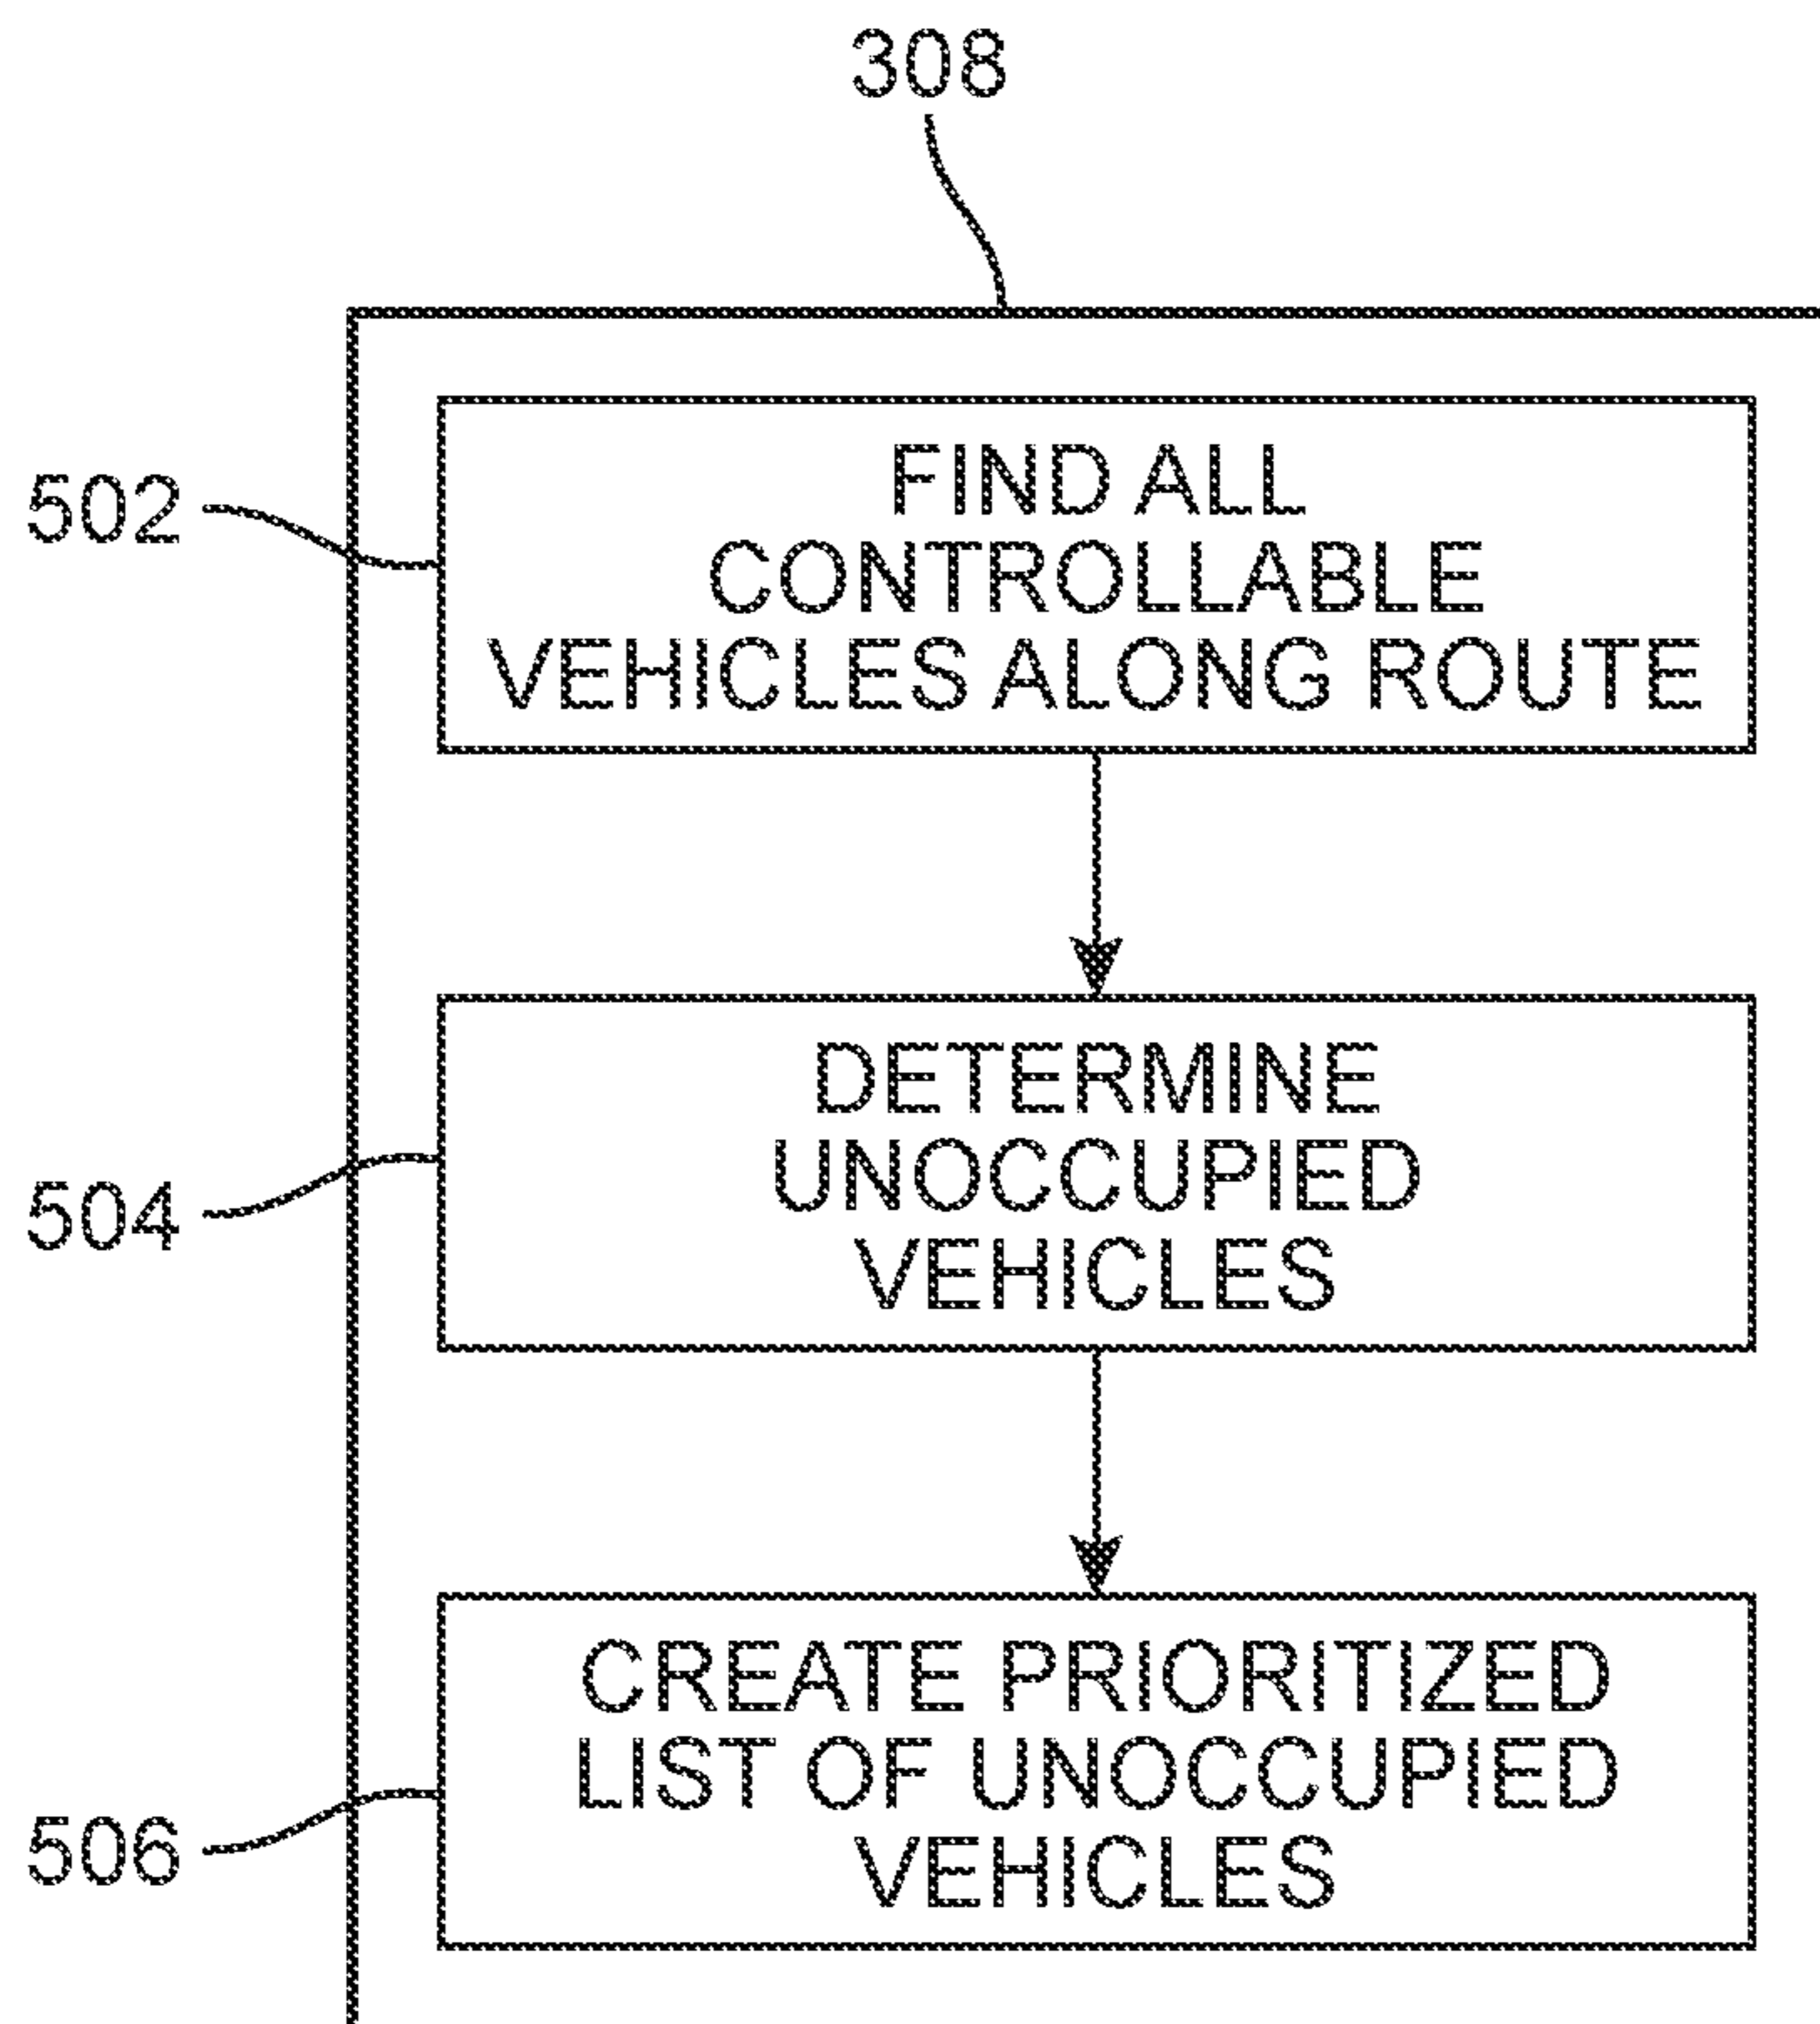 308
502
FIND ALL
CONTROLLABLE
VEHICLES ALONG ROUTE
504
DETERMINE
UNOCCUPIED
VEHICLES
506
CREATE PRIORITIZED
LIST OF UNOCCUPIED
VEHICLES